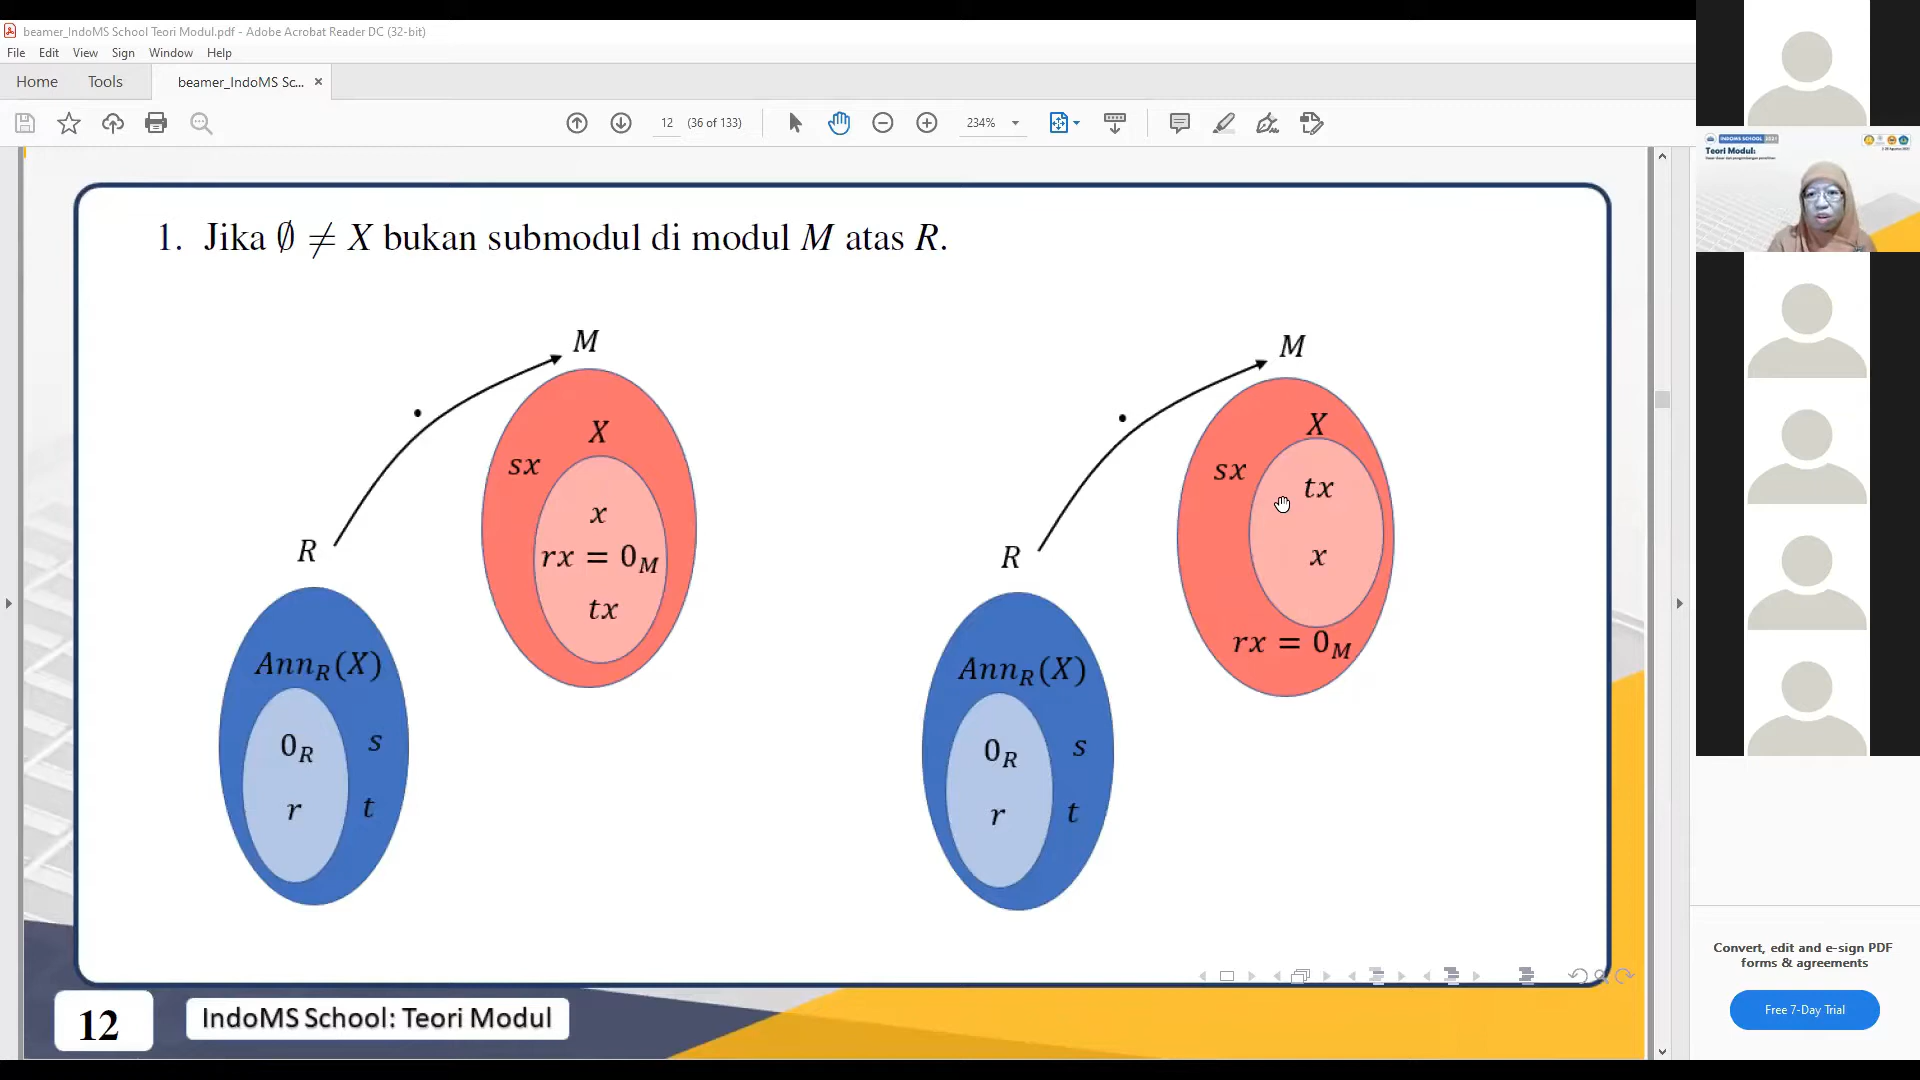 beamer_IndoMS School Teori Modul.pdf - Adobe Acrobat Reader DC (32-bit)
File Edit View Sign Window Help
Home Tools beamer_IndoMS Sc... ×
12 (36 of 133) 234%
1. Jika ∅ ≠ X bukan submodul di modul M atas R.
M
X
sx
x
rx = 0_M
tx
R
Ann_R(X)
0_R s
r t
M
X
sx
tx
x
rx = 0_M
R
Ann_R(X)
0_R s
r t
12
IndoMS School: Teori Modul
INDOMS SCHOOL 2021
Teori Modul:
Convert, edit and e-sign PDF
forms & agreements
Free 7-Day Trial